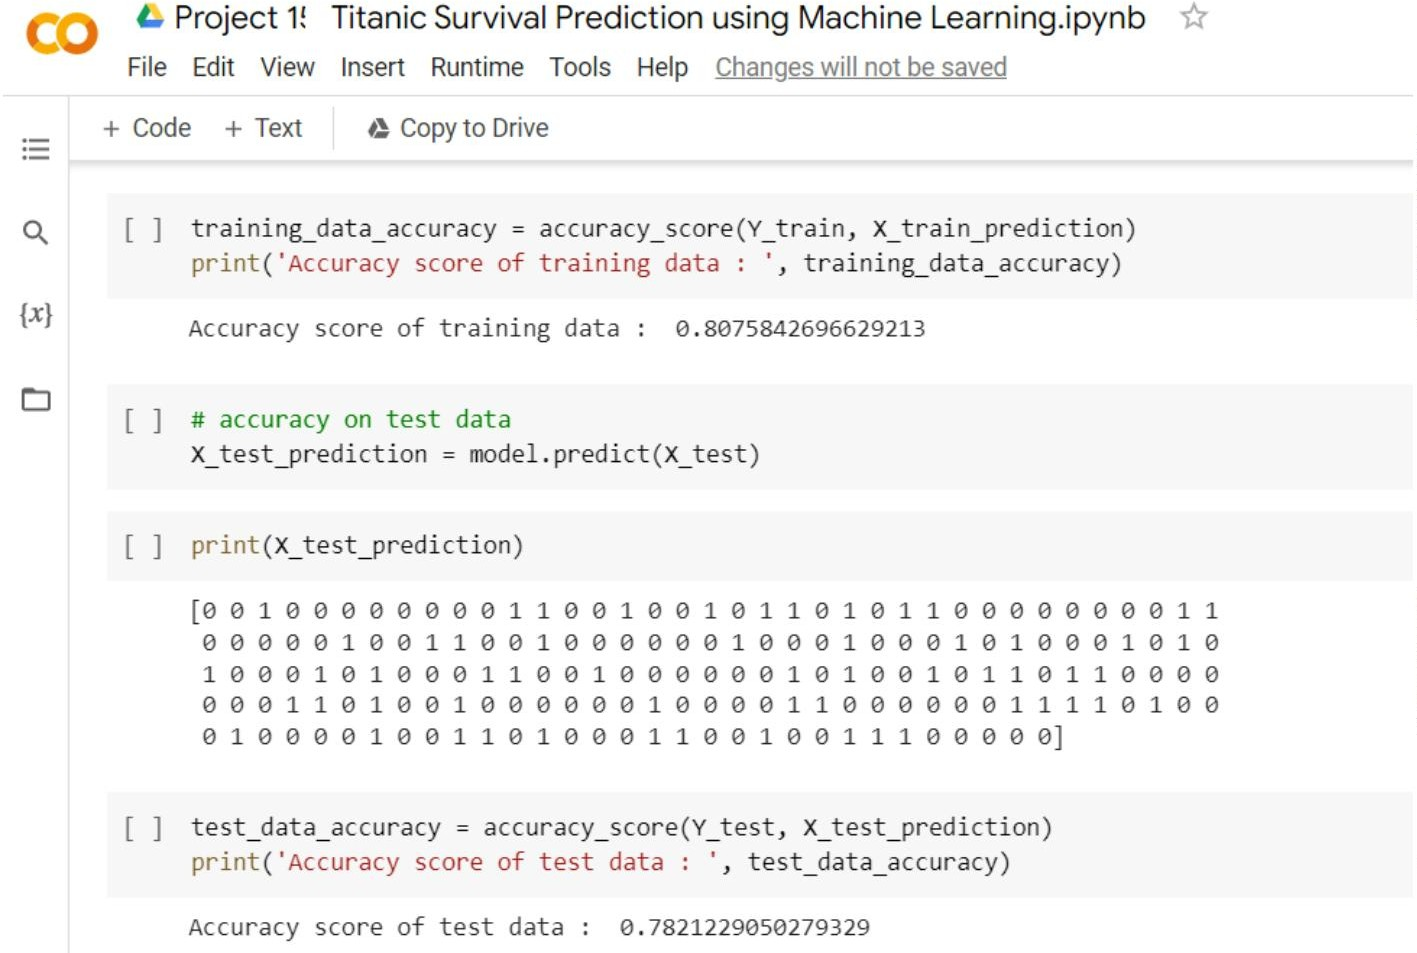 Project 15 Titanic Survival Prediction using Machine Learning.ipynb
File Edit View Insert Runtime Tools Help Changes will not be saved
+ Code + Text Copy to Drive
[ ] training_data_accuracy = accuracy_score(Y_train, X_train_prediction)
print('Accuracy score of training data : ', training_data_accuracy)
Accuracy score of training data :  0.8075842696629213
{x}
[ ] # accuracy on test data
X_test_prediction = model.predict(X_test)
[ ] print(X_test_prediction)
[0 0 1 0 0 0 0 0 0 0 0 1 1 0 0 1 0 0 1 0 1 1 0 1 0 1 1 0 0 0 0 0 0 0 0 1 1
0 0 0 0 0 1 0 0 1 1 0 0 1 0 0 0 0 0 0 1 0 0 0 1 0 0 0 1 0 1 0 0 0 1 0 1 0
1 0 0 0 1 0 1 0 0 0 1 1 0 0 1 0 0 0 0 0 0 1 0 1 0 0 1 0 1 1 0 1 1 0 0 0 0
0 0 0 1 1 0 1 0 0 1 0 0 0 0 0 0 1 0 0 0 0 1 1 0 0 0 0 0 0 1 1 1 1 0 1 0 0
0 1 0 0 0 0 1 0 0 1 1 0 1 0 0 0 1 1 0 0 1 0 0 1 1 1 0 0 0 0 0]
[ ] test_data_accuracy = accuracy_score(Y_test, X_test_prediction)
print('Accuracy score of test data : ', test_data_accuracy)
Accuracy score of test data :  0.7821229050279329